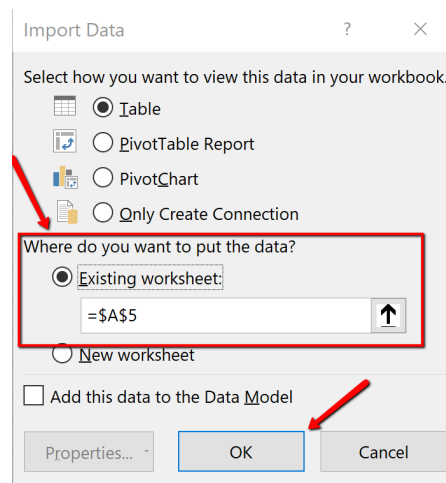 Import Data ?
Select how you want to view this data in your workbook.
Table
PivotTable Report
PivotChart
Only Create Connection
Where do you want to put the data?
Existing worksheet:
=$A$5
New worksheet
Add this data to the Data Model
Properties... OK Cancel